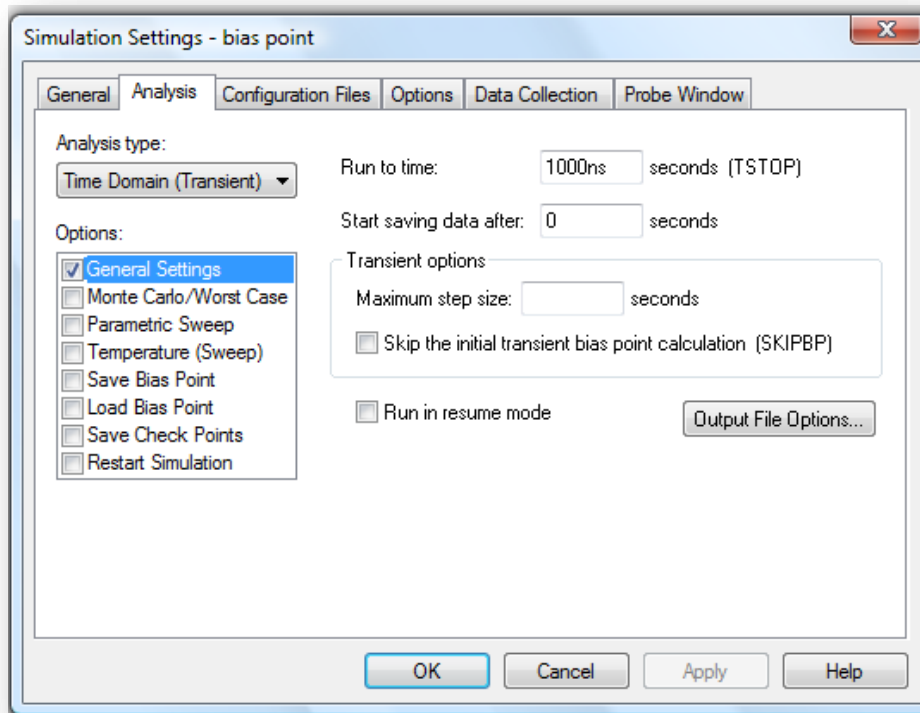 Simulation Settings - bias point
General Analysis Configuration Files Options Data Collection Probe Window
Analysis type:
Time Domain (Transient)
Options:
General Settings
Monte Carlo/Worst Case
Parametric Sweep
Temperature (Sweep)
Save Bias Point
Load Bias Point
Save Check Points
Restart Simulation
Run to time: 1000ns seconds (TSTOP)
Start saving data after: 0 seconds
Transient options
Maximum step size: seconds
Skip the initial transient bias point calculation (SKIPBP)
Run in resume mode
Output File Options...
OK Cancel Apply Help